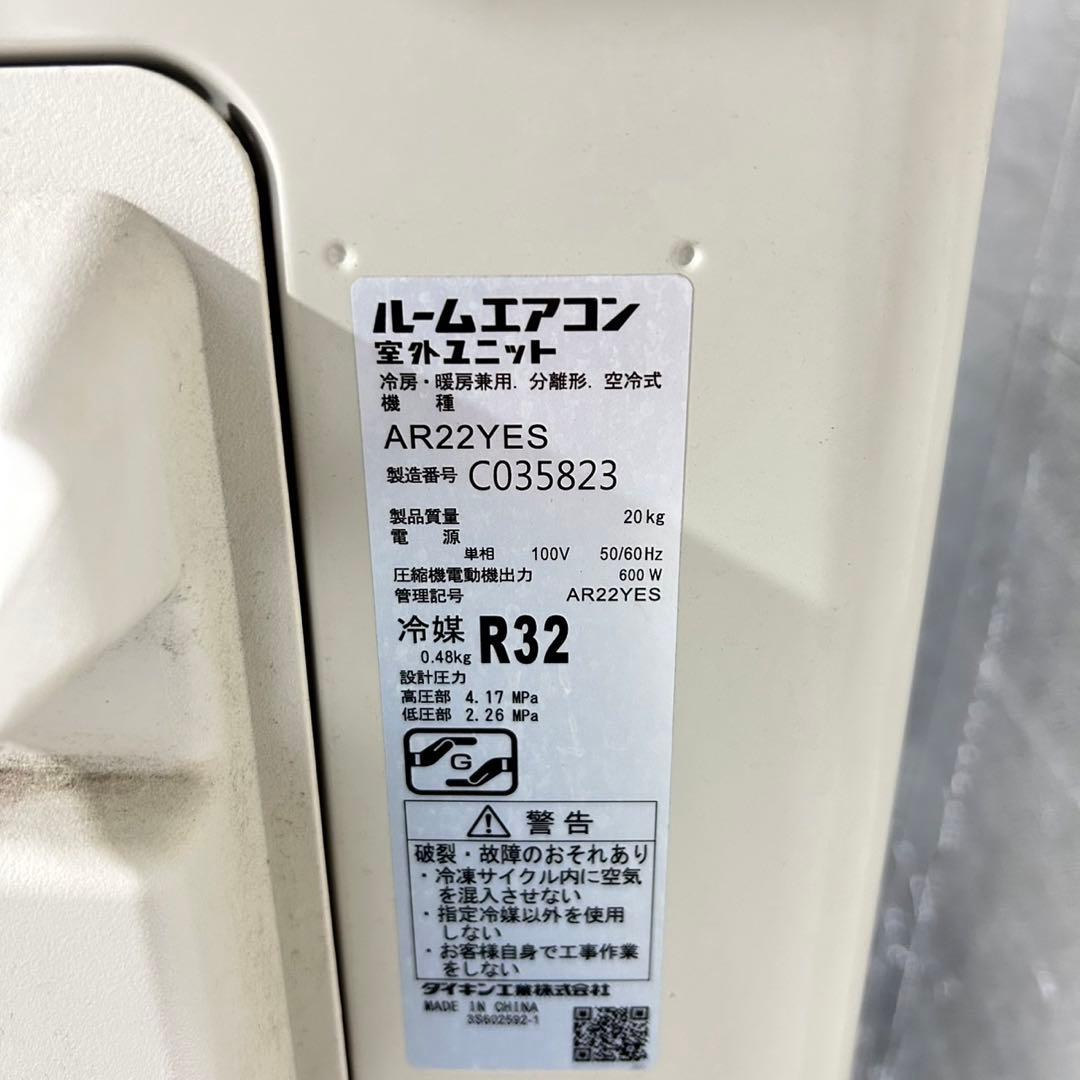 ルームエアコン
室外ユニット
冷房・暖房兼用. 分離形. 空冷式
機 種
AR22YES
製造番号 C035823
製品質量 20kg
電 源
単相 100V 50/60Hz
圧縮機電動機出力 600 W
管理記号 AR22YES
冷媒 R32
0.48kg
設計圧力
高圧部 4.17 MPa
低圧部 2.26 MPa
G
警告
破裂・故障のおそれあり
・冷凍サイクル内に空気
を混入させない
・指定冷媒以外を使用
しない
・お客様自身で工事作業
をしない
ダイキン工業株式会社
MADE IN CHINA
3S602592-1